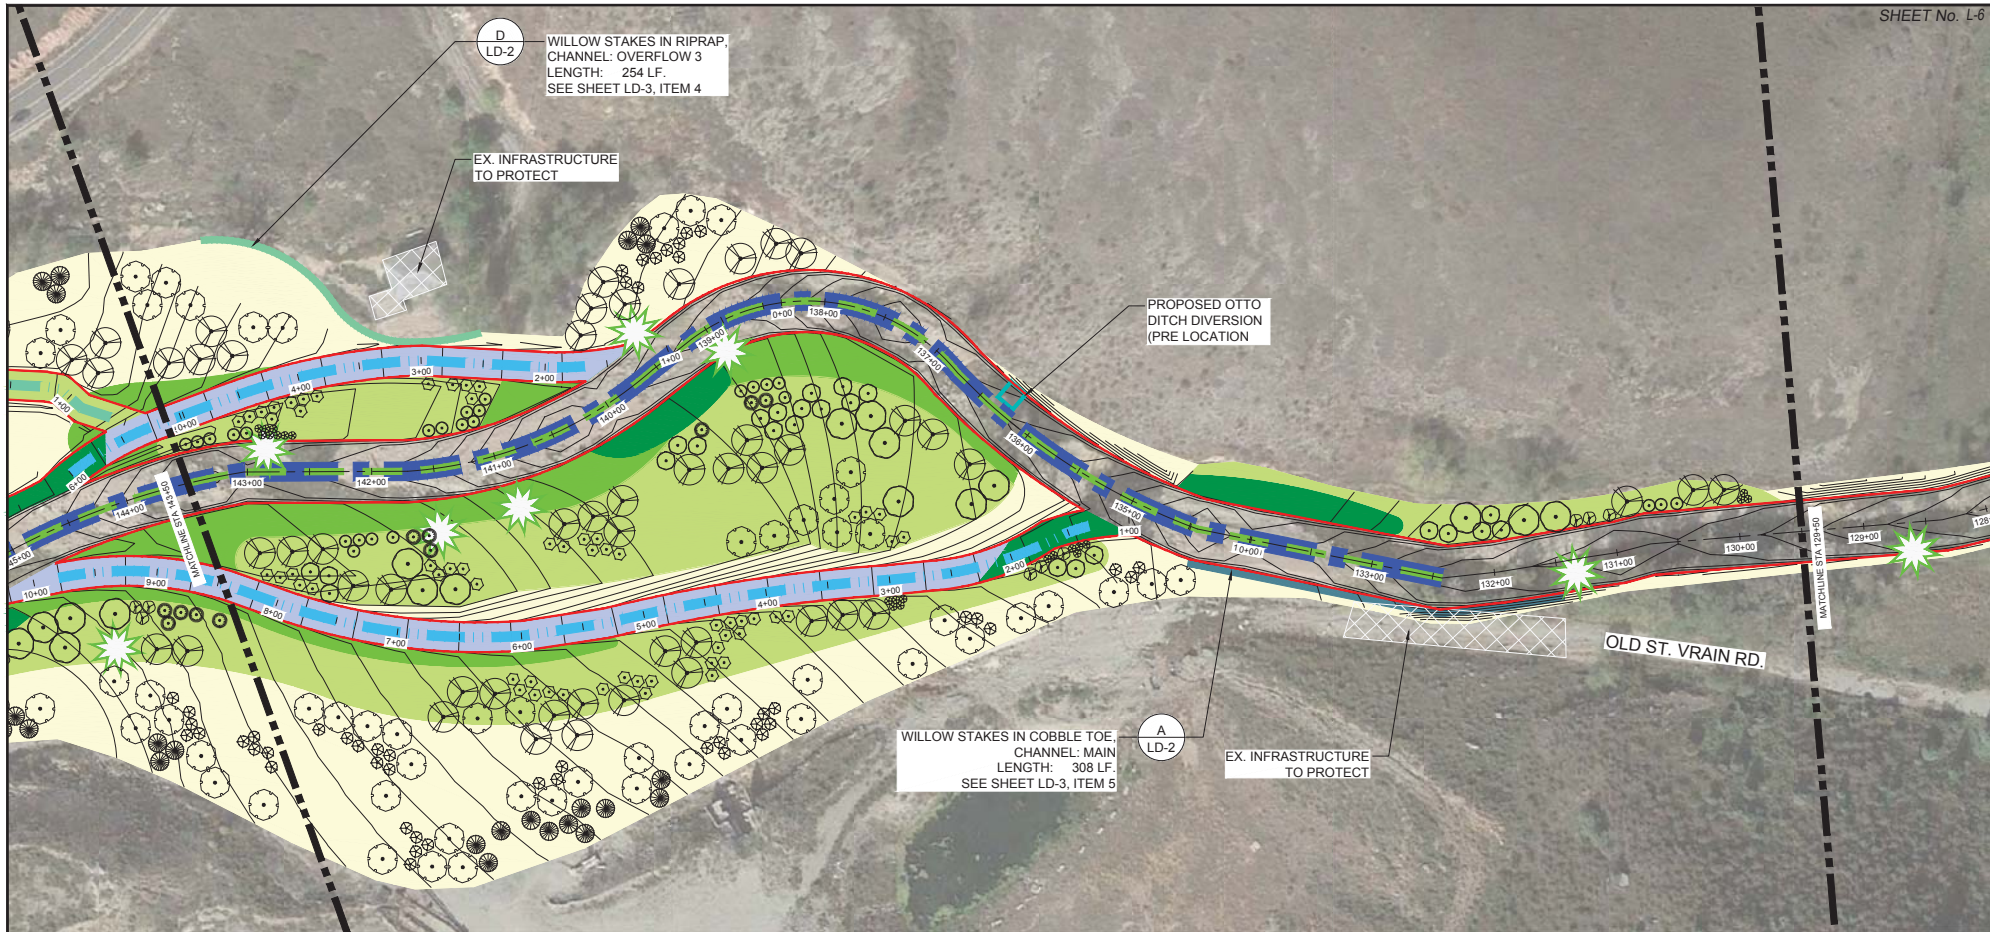 SHEET No. L-6
D
LD-2
WILLOW STAKES IN RIPRAP,
CHANNEL: OVERFLOW 3
LENGTH: 254 LF.
SEE SHEET LD-3, ITEM 4
EX. INFRASTRUCTURE
TO PROTECT
PROPOSED OTTO
DITCH DIVERSION
(PRE LOCATION
0+00
138+00
139+00
1+00
137+00
2+00
3+00
4+00
0+00
1+00
140+00
136+00
141+00
142+00
143+00
144+00
45+00
6+00
MATCHLINE STA 143+50
135+00
1+00
2+00
1
0+00
133+00
132+00
131+00
130+00
129+00
128
MATCHLINE STA 129+50
3+00
4+00
5+00
6+00
7+00
8+00
9+00
10+00
OLD ST. VRAIN RD.
WILLOW STAKES IN COBBLE TOE,
CHANNEL: MAIN
LENGTH: 308 LF.
SEE SHEET LD-3, ITEM 5
A
LD-2
EX. INFRASTRUCTURE
TO PROTECT